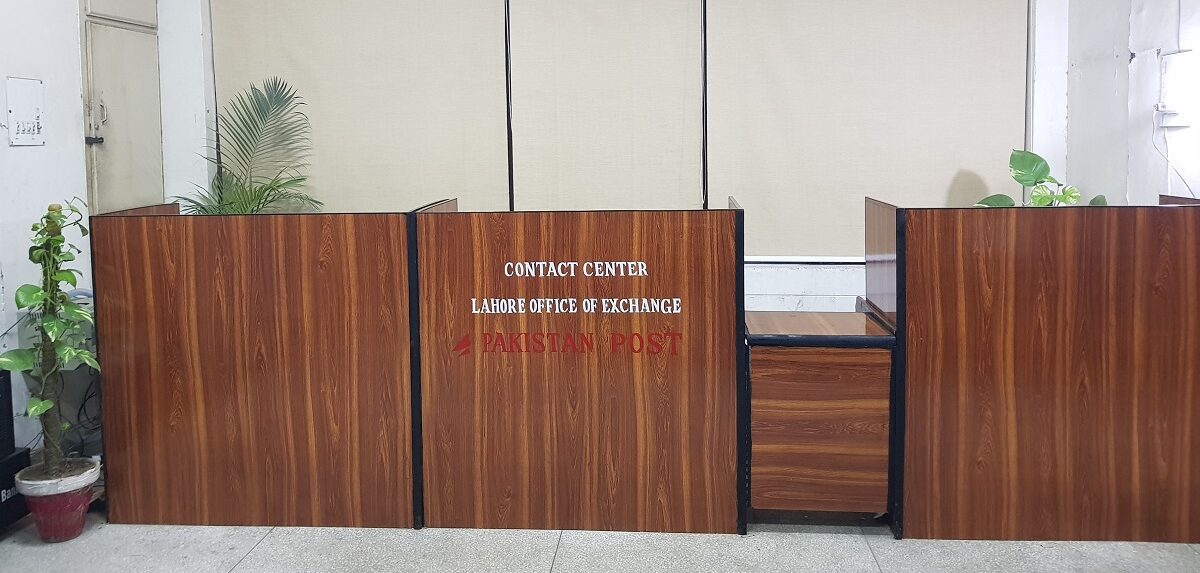 CONTACT CENTER
LAHORE OFFICE OF EXCHANGE
PAKISTAN POST